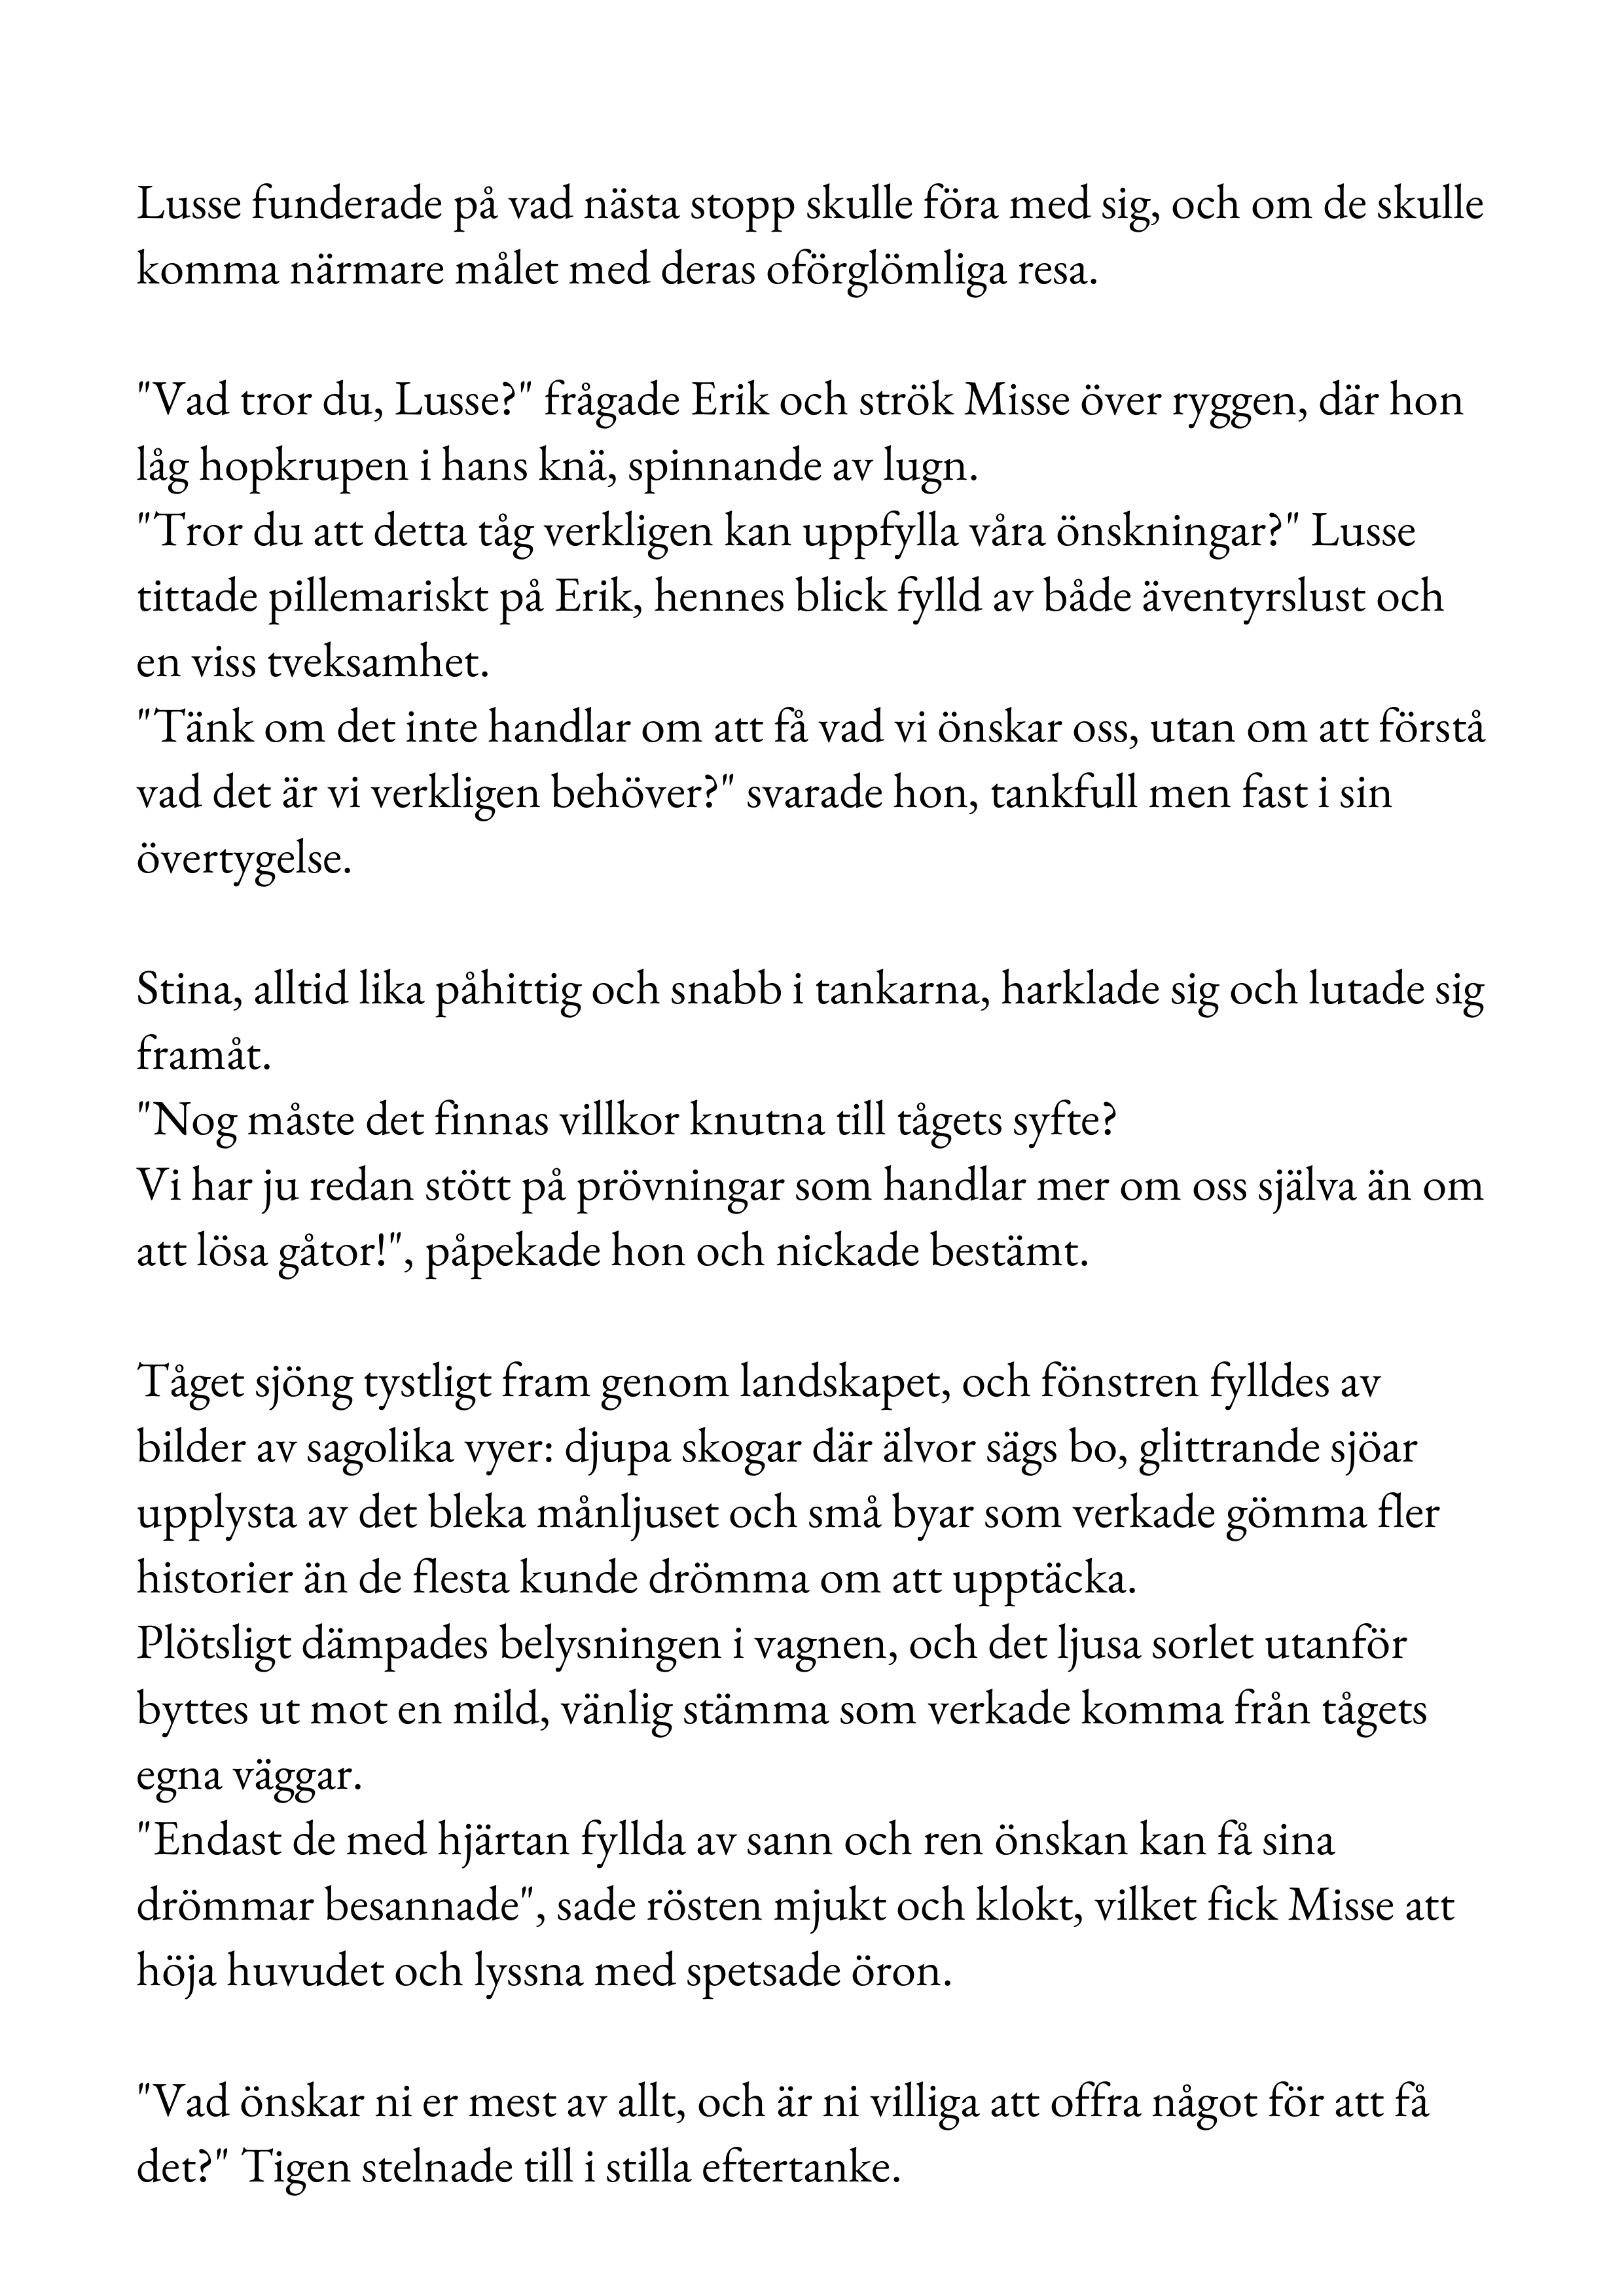 Lusse funderade på vad nästa stopp skulle föra med sig, och om de skulle
komma närmare målet med deras oförglömliga resa.
"Vad tror du, Lusse?" frågade Erik och strök Misse över ryggen, där hon
låg hopkrupen i hans knä, spinnande av lugn.
"Tror du att detta tåg verkligen kan uppfylla våra önskningar?" Lusse
tittade pillemariskt på Erik, hennes blick fylld av både äventyrslust och
en viss tveksamhet.
"Tänk om det inte handlar om att få vad vi önskar oss, utan om att förstå
vad det är vi verkligen behöver?" svarade hon, tankfull men fast i sin
övertygelse.
Stina, alltid lika påhittig och snabb i tankarna, harklade sig och lutade sig
framåt.
"Nog måste det finnas villkor knutna till tågets syfte?
Vi har ju redan stött på prövningar som handlar mer om oss själva än om
att lösa gåtor!", påpekade hon och nickade bestämt.
Tåget sjöng tystligt fram genom landskapet, och fönstren fylldes av
bilder av sagolika vyer: djupa skogar där älvor sägs bo, glittrande sjöar
upplysta av det bleka månljuset och små byar som verkade gömma fler
historier än de flesta kunde drömma om att upptäcka.
Plötsligt dämpades belysningen i vagnen, och det ljusa sorlet utanför
byttes ut mot en mild, vänlig stämma som verkade komma från tågets
egna väggar.
"Endast de med hjärtan fyllda av sann och ren önskan kan få sina
drömmar besannade", sade rösten mjukt och klokt, vilket fick Misse att
höja huvudet och lyssna med spetsade öron.
"Vad önskar ni er mest av allt, och är ni villiga att offra något för att få
det?" Tigen stelnade till i stilla eftertanke.